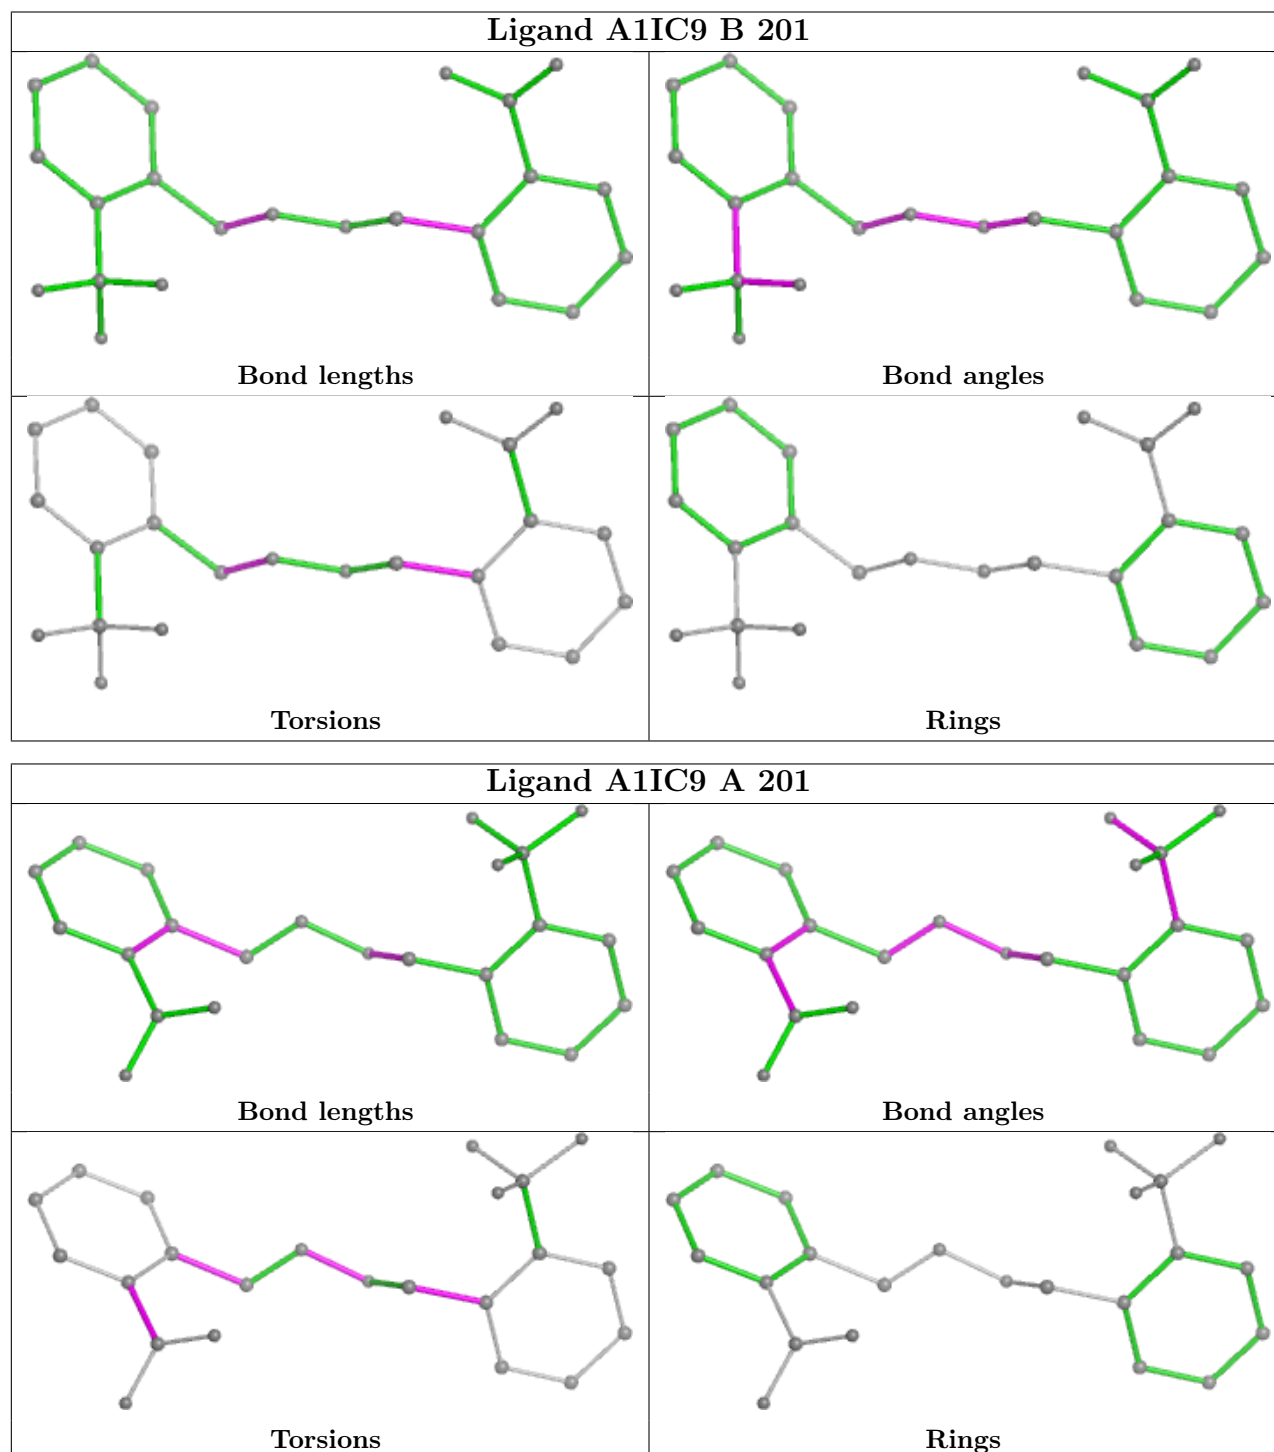 Ligand A1IC9 B 201
Bond lengths
Bond angles
Torsions
Rings
Ligand A1IC9 A 201
Bond lengths
Bond angles
Torsions
Rings